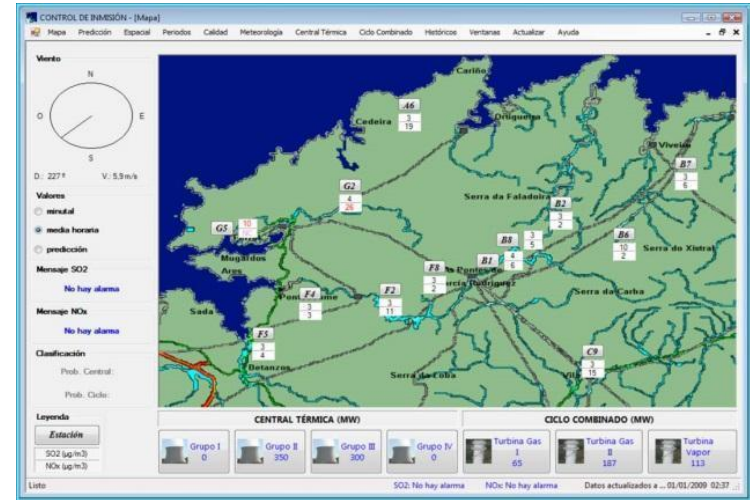 CONTROL DE INMISIÓN - [Mapa]
Mapa Predicción Espacial Periodos Calidad Meteorología Central Térmica Ciclo Combinado Históricos Ventanas Actualizar Ayuda
Viento
N
O E
S
D.: 227 º V.: 5,9 m/s
Valores
minutal
media horaria
predicción
Mensaje SO2
No hay alarma
Mensaje NOx
No hay alarma
Clasificación
Prob. Central:
Prob. Ciclo:
Leyenda
Estación
SO2 (µg/m3)
NOx (µg/m3)
Cariño
A6
3
19
Cedeira
Ortigueira
Viveiro
B7
3
6
G2
4
26
Serra da Faladoira
B2
3
2
G5
10
Mugardos
Ares
B8
3
5
B6
10
2
Serra do Xistral
B1
4
6
F8
3
2
García Rodríguez
F4
3
3
F2
3
11
Sada
Serra da Carba
F5
3
4
Betanzos
Serra da Loba
C9
3
15
CENTRAL TÉRMICA (MW)
CICLO COMBINADO (MW)
Grupo I
0
Grupo II
350
Grupo III
300
Grupo IV
0
Turbina Gas
I
65
Turbina Gas
II
187
Turbina
Vapor
113
Listo SO2: No hay alarma NOx: No hay alarma Datos actualizados a ... 01/01/2009 02:37